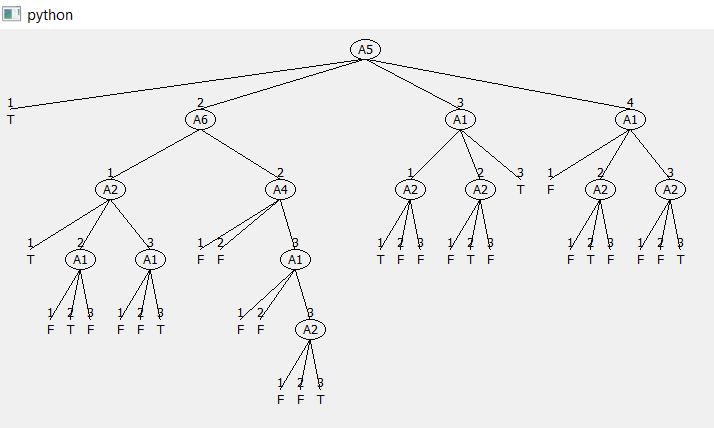 python
A5
1 2 3 4
T A6 A1 A1
1 2 1 2 3 1 2 3
A2 A4 A2 A2 T F A2 A2
1 2 3 1 2 3 1 2 3 1 2 3 1 2 3 1 2 3
T A1 A1 F F A1 T F F F T F F T F F F T
1 2 3 1 2 3 1 2 3
F T F F F T F F A2
1 2 3
F F T